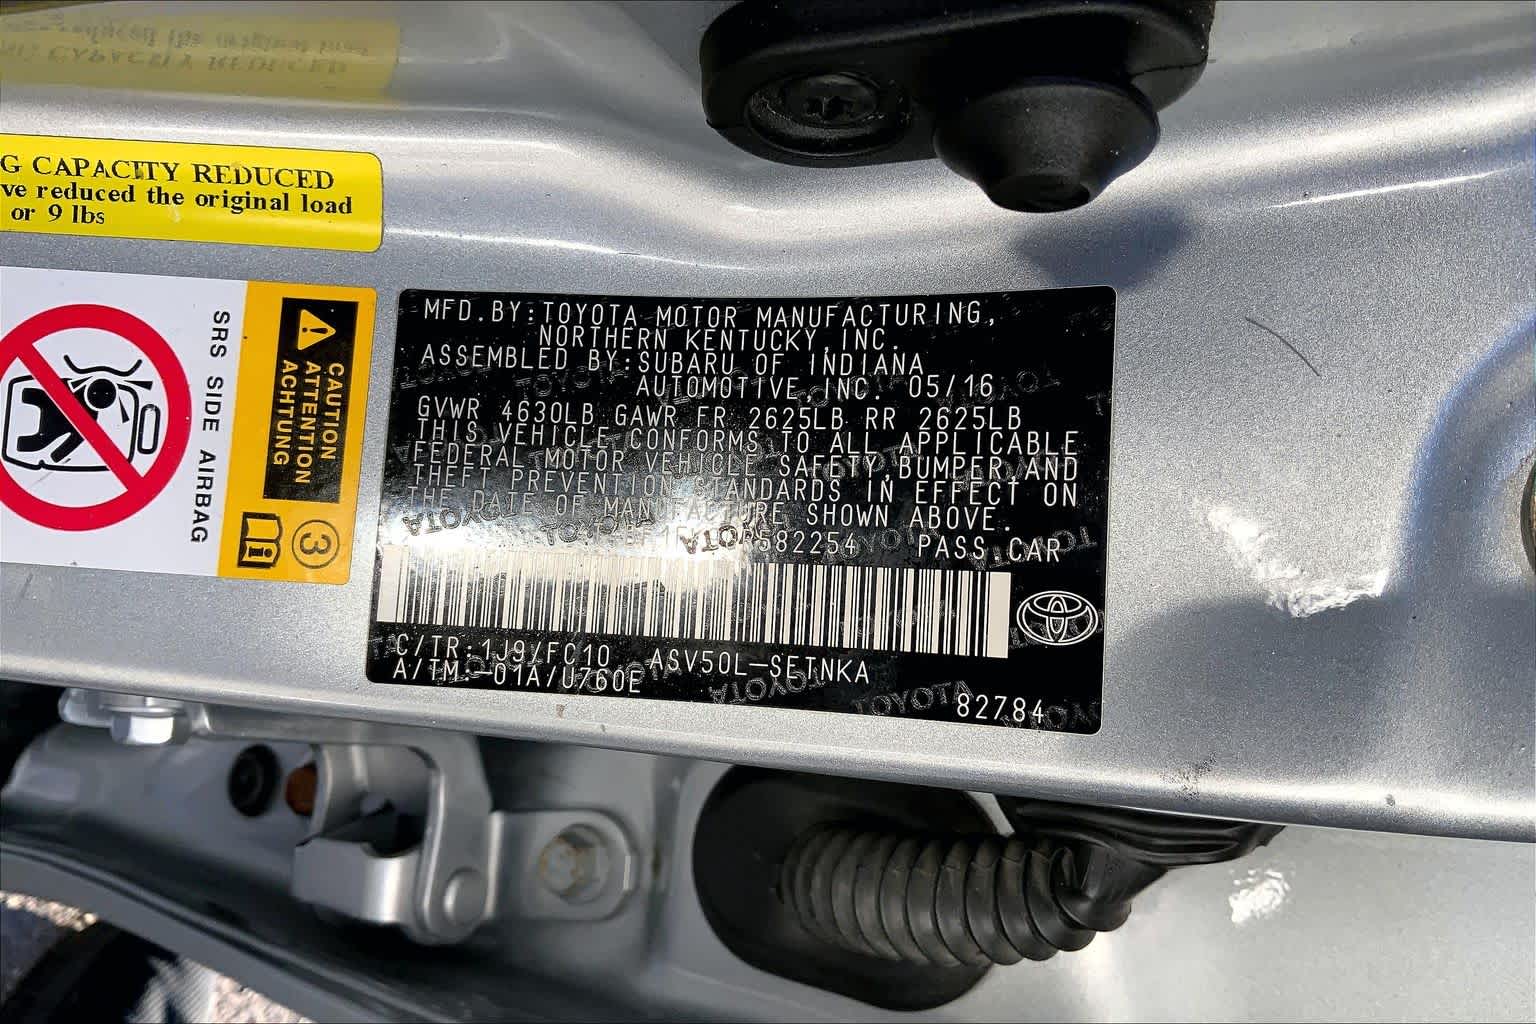 G CAPACITY REDUCED
ve reduced the original load
or 9 lbs
SRS SIDE AIRBAG
CAUTION
ATTENTION
ACHTUNG
3
MFD.BY:TOYOTA MOTOR MANUFACTURING,
NORTHERN KENTUCKY,INC.
ASSEMBLED BY:SUBARU OF INDIANA
AUTOMOTIVE,INC. 05/16
GVWR 4630LB GAWR FR 2625LB RR 2625LB
THIS VEHICLE CONFORMS TO ALL APPLICABLE
FEDERAL MOTOR VEHICLE SAFETY,BUMPER,AND
THEFT PREVENTION STANDARDS IN EFFECT ON
THE DATE OF MANUFACTURE SHOWN ABOVE.
582254 PASS.CAR
C/TR:1J9/FC10 ASV50L-SETNKA
A/TM:-01A/U760E
82784